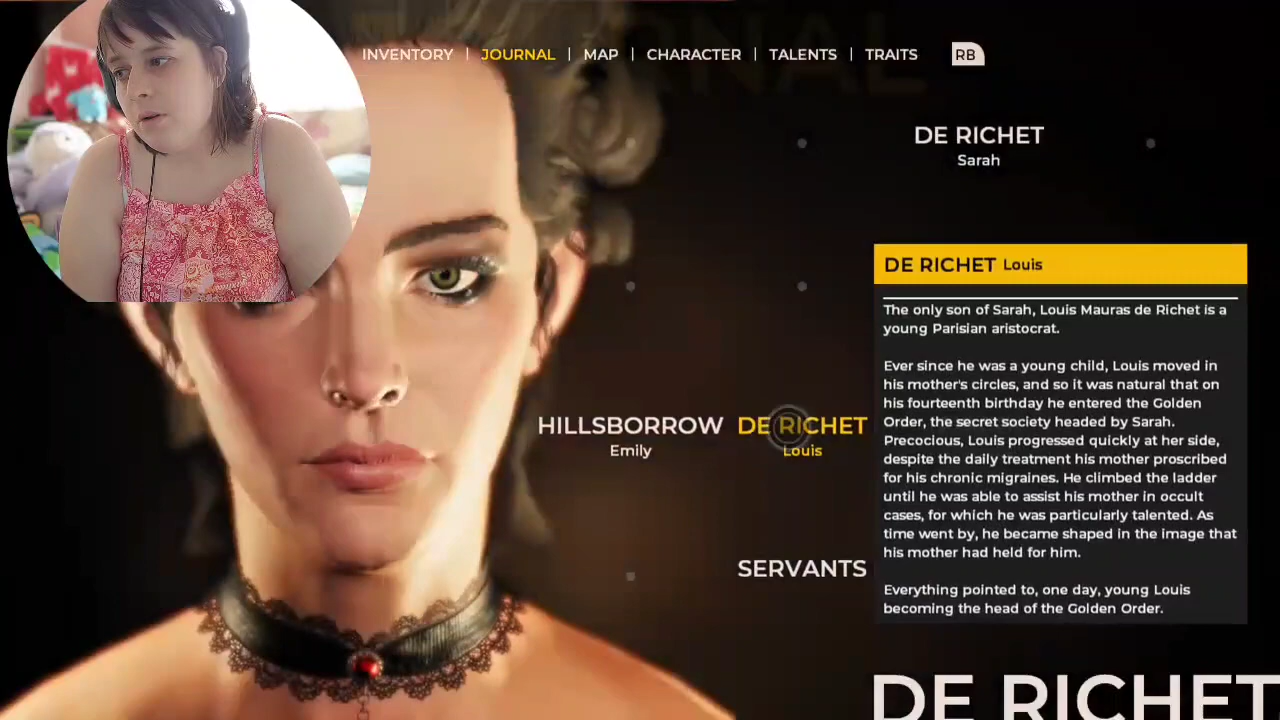 INVENTORY | JOURNAL | MAP | CHARACTER | TALENTS | TRAITS RB
DE RICHET
Sarah
DE RICHET Louis
The only son of Sarah, Louis Mauras de Richet is a
young Parisian aristocrat.
Ever since he was a young child, Louis moved in
his mother's circles, and so it was natural that on
his fourteenth birthday he entered the Golden
Order, the secret society headed by Sarah.
Precocious, Louis progressed quickly at her side,
despite the daily treatment his mother proscribed
for his chronic migraines. He climbed the ladder
until he was able to assist his mother in occult
cases, for which he was particularly talented. As
time went by, he became shaped in the image that
his mother had held for him.
Everything pointed to, one day, young Louis
becoming the head of the Golden Order.
HILLSBORROW
Emily
DE RICHET
Louis
SERVANTS
DE RICHET